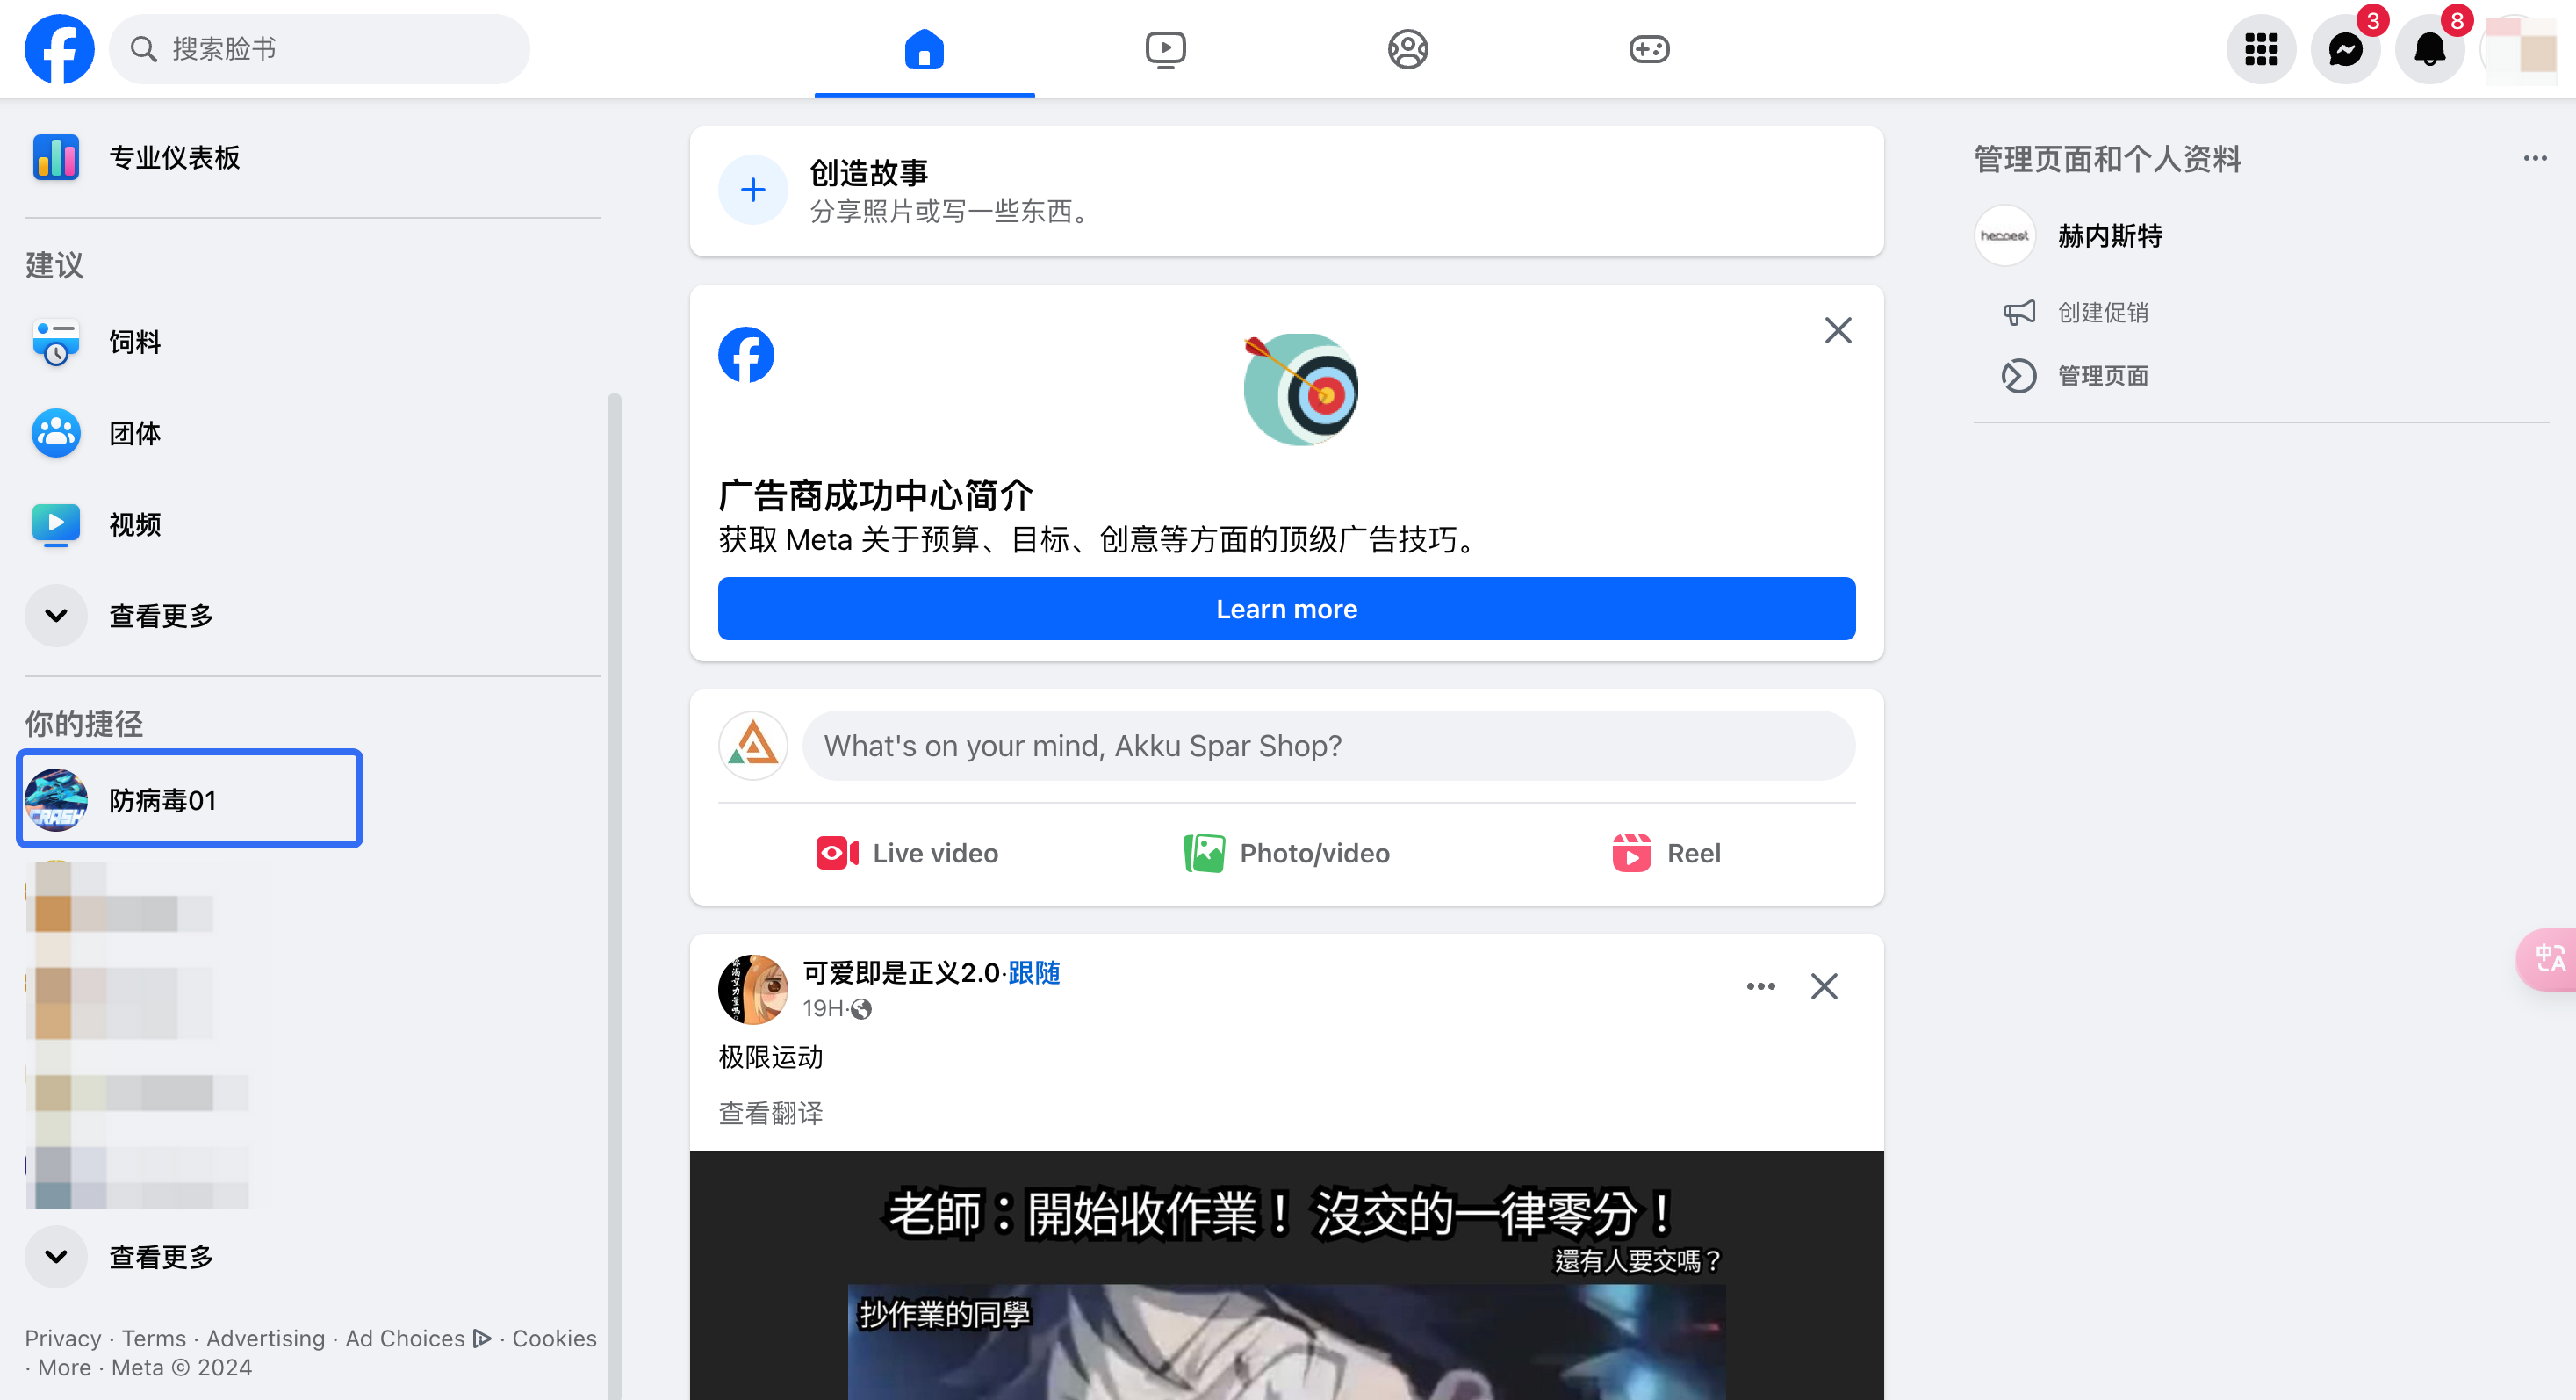 搜索脸书
3
8
专业仪表板
建议
饲料
团体
视频
查看更多
你的捷径
CRASH
防病毒01
查看更多
Privacy · Terms · Advertising · Ad Choices · Cookies
· More · Meta © 2024
创造故事
分享照片或写一些东西。
广告商成功中心简介
获取 Meta 关于预算、目标、创意等方面的顶级广告技巧。
Learn more
What's on your mind, Akku Spar Shop?
Live video
Photo/video
Reel
可爱即是正义2.0·跟随
19H·
极限运动
查看翻译
老師：開始收作業！ 沒交的一律零分！
還有人要交嗎？
抄作業的同學
管理页面和个人资料
赫内斯特
创建促销
管理页面
中A